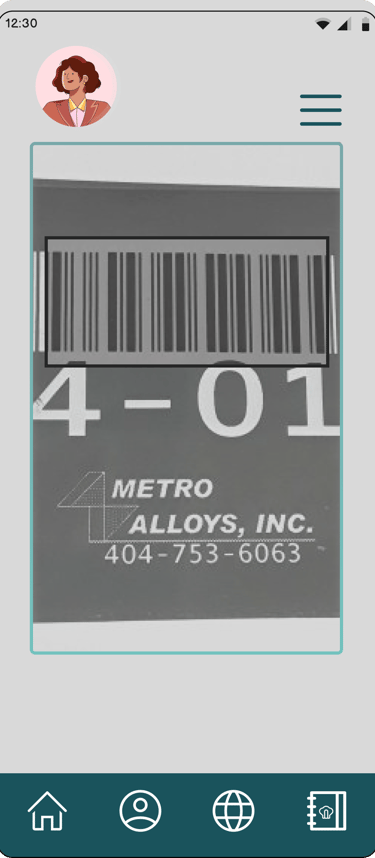 12:30
4-01
METRO
ALLOYS, INC.
404-753-6063